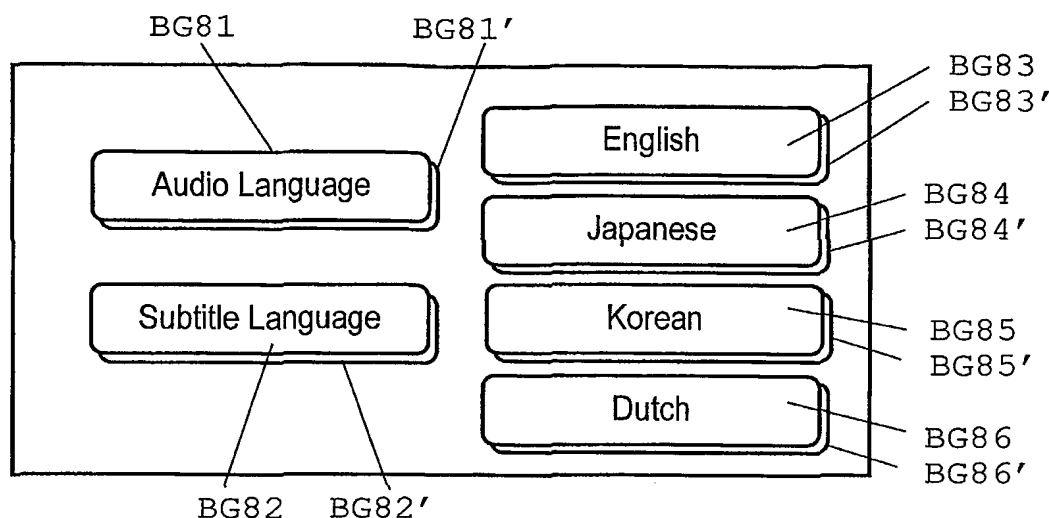 BG81 BG81′
BG83
BG83′
English
Audio Language
BG84
BG84′
Japanese
Subtitle Language
Korean
BG85
BG85′
Dutch
BG86
BG86′
BG82 BG82′